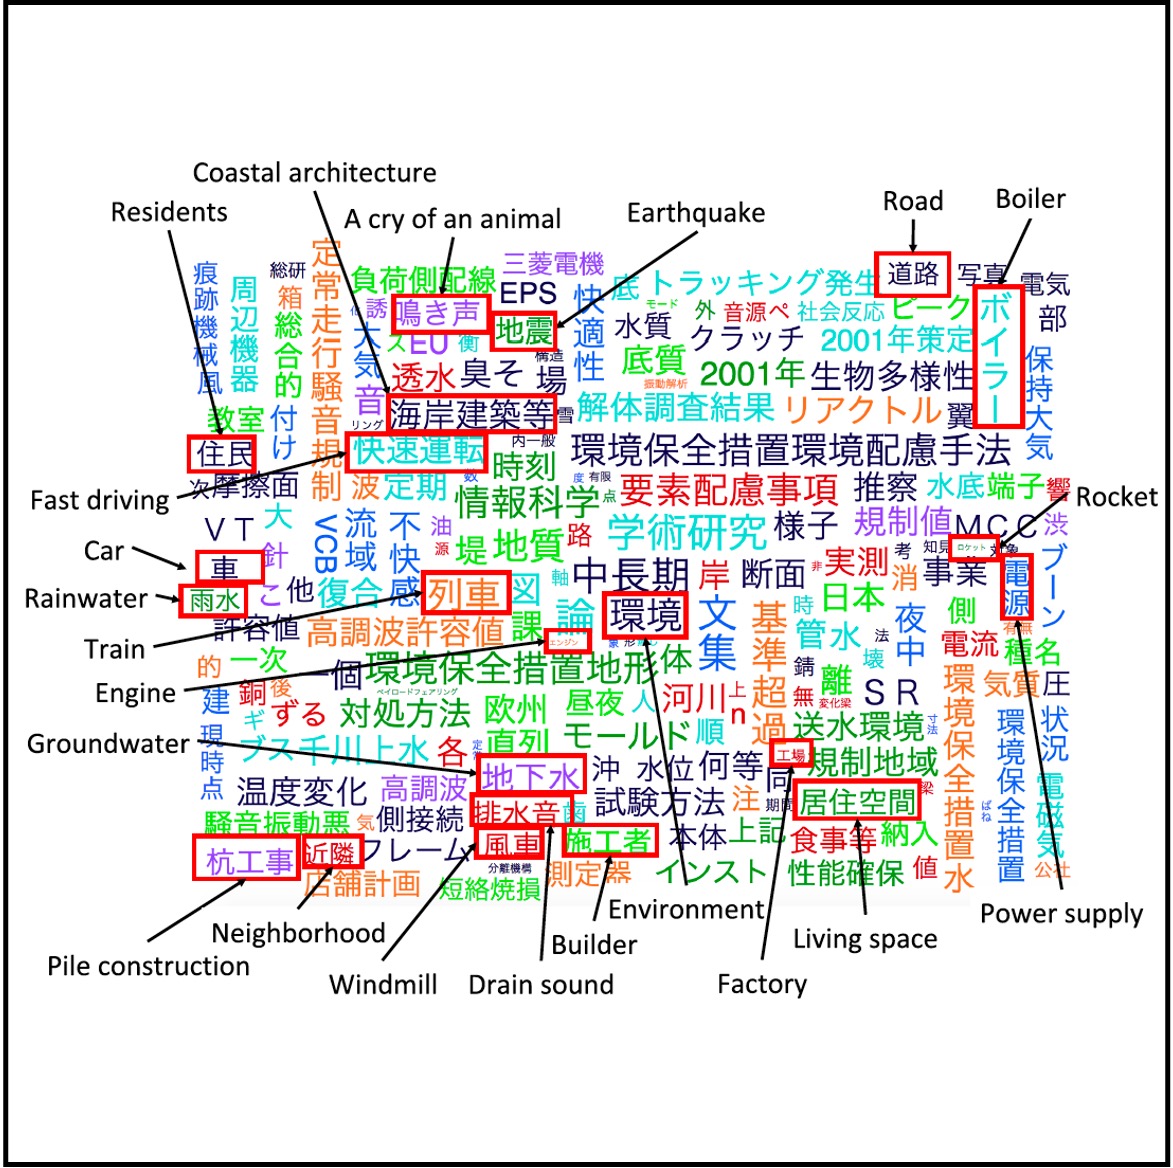 Coastal architecture
Residents
A cry of an animal
Earthquake
Road
Boiler
定常走行騒音規制
痕跡機械風
周辺機器
総研
箱
総合的
負荷側配線
三菱電機
底
トラッキング発生
道路
写真
電気
部
誘
鳴き声
EPS
快適性
モード
外
音源ペ
社会反応
ピーク
ボイラー
大気
ス
EU
衡
地震
水質
クラッチ
2001年策定
構造
底質
振動解析
2001年
生物多様性
保持大気
透水
臭そ
場
音
リング
海岸建築等
雪
解体調査結果
リアクトル
翼
教室
付け
住民
快速運転
内一般
時刻
環境保全措置環境配慮手法
次
摩擦面
波
定期
数
度
有限
情報科学
点
要素配慮事項
推察
水底
端子
響
Fast driving
Rocket
VT
大
針
VCB
流域
不快感
油
源
堤
地質
路
学術研究
様子
規制値
MCC
渋
Car
車
中長期
岸
断面
非
実測
考
知見
ロケット
対象
ブーン
消
事業
電源
Rainwater
雨水
こ
他
復合
列車
図
軸
論
環境
文集
基準超過
時
日本
夜中
側
許容値
高調波許容値
課
エンジン
象
形
管水
法
壊
電流
有無
種名
Train
的
一次
一個
環境保全措置地形
体
錆
離
Engine
建
銅
後
ペイロードフェアリング
河川
上
無
変化梁
SR
環境保全措置水
気質
圧
ギ
ずる
対処方法
欧州
昼夜
人
n
寸法
状況
Groundwater
現時点
ブス千川上水
各
定常
直列
モールド
順
送水環境
環境保全措置
工場
規制地域
地下水
沖
水位
何等
同
温度変化
高調波
排水音
歯
試験方法
注
期間
居住空間
梁
ばね
電磁気
騒音振動悪
気
側接続
風車
施工者
本体
上記
食事等
納入
杭工事
近隣
フレーム
分離機構
店舗計画
短絡焼損
測定器
インスト
性能確保
値
公社
Environment
Power supply
Neighborhood
Builder
Living space
Pile construction
Windmill
Drain sound
Factory